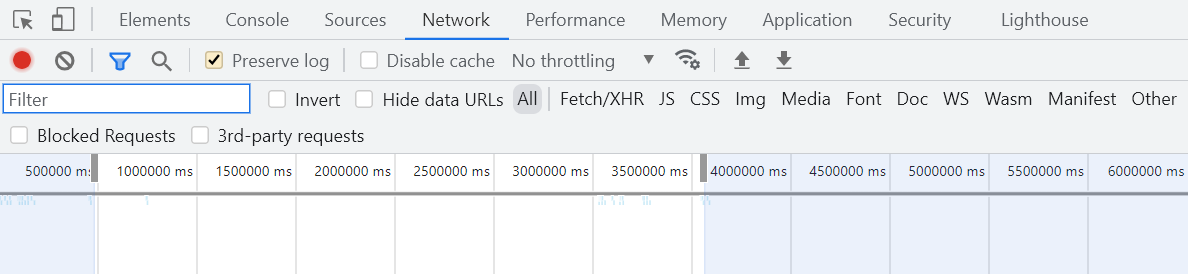 Elements Console Sources Network Performance Memory Application Security Lighthouse
Preserve log Disable cache No throttling
Filter Invert Hide data URLs All Fetch/XHR JS CSS Img Media Font Doc WS Wasm Manifest Other
Blocked Requests 3rd-party requests
500000 ms 1000000 ms 1500000 ms 2000000 ms 2500000 ms 3000000 ms 3500000 ms 4000000 ms 4500000 ms 5000000 ms 5500000 ms 6000000 ms